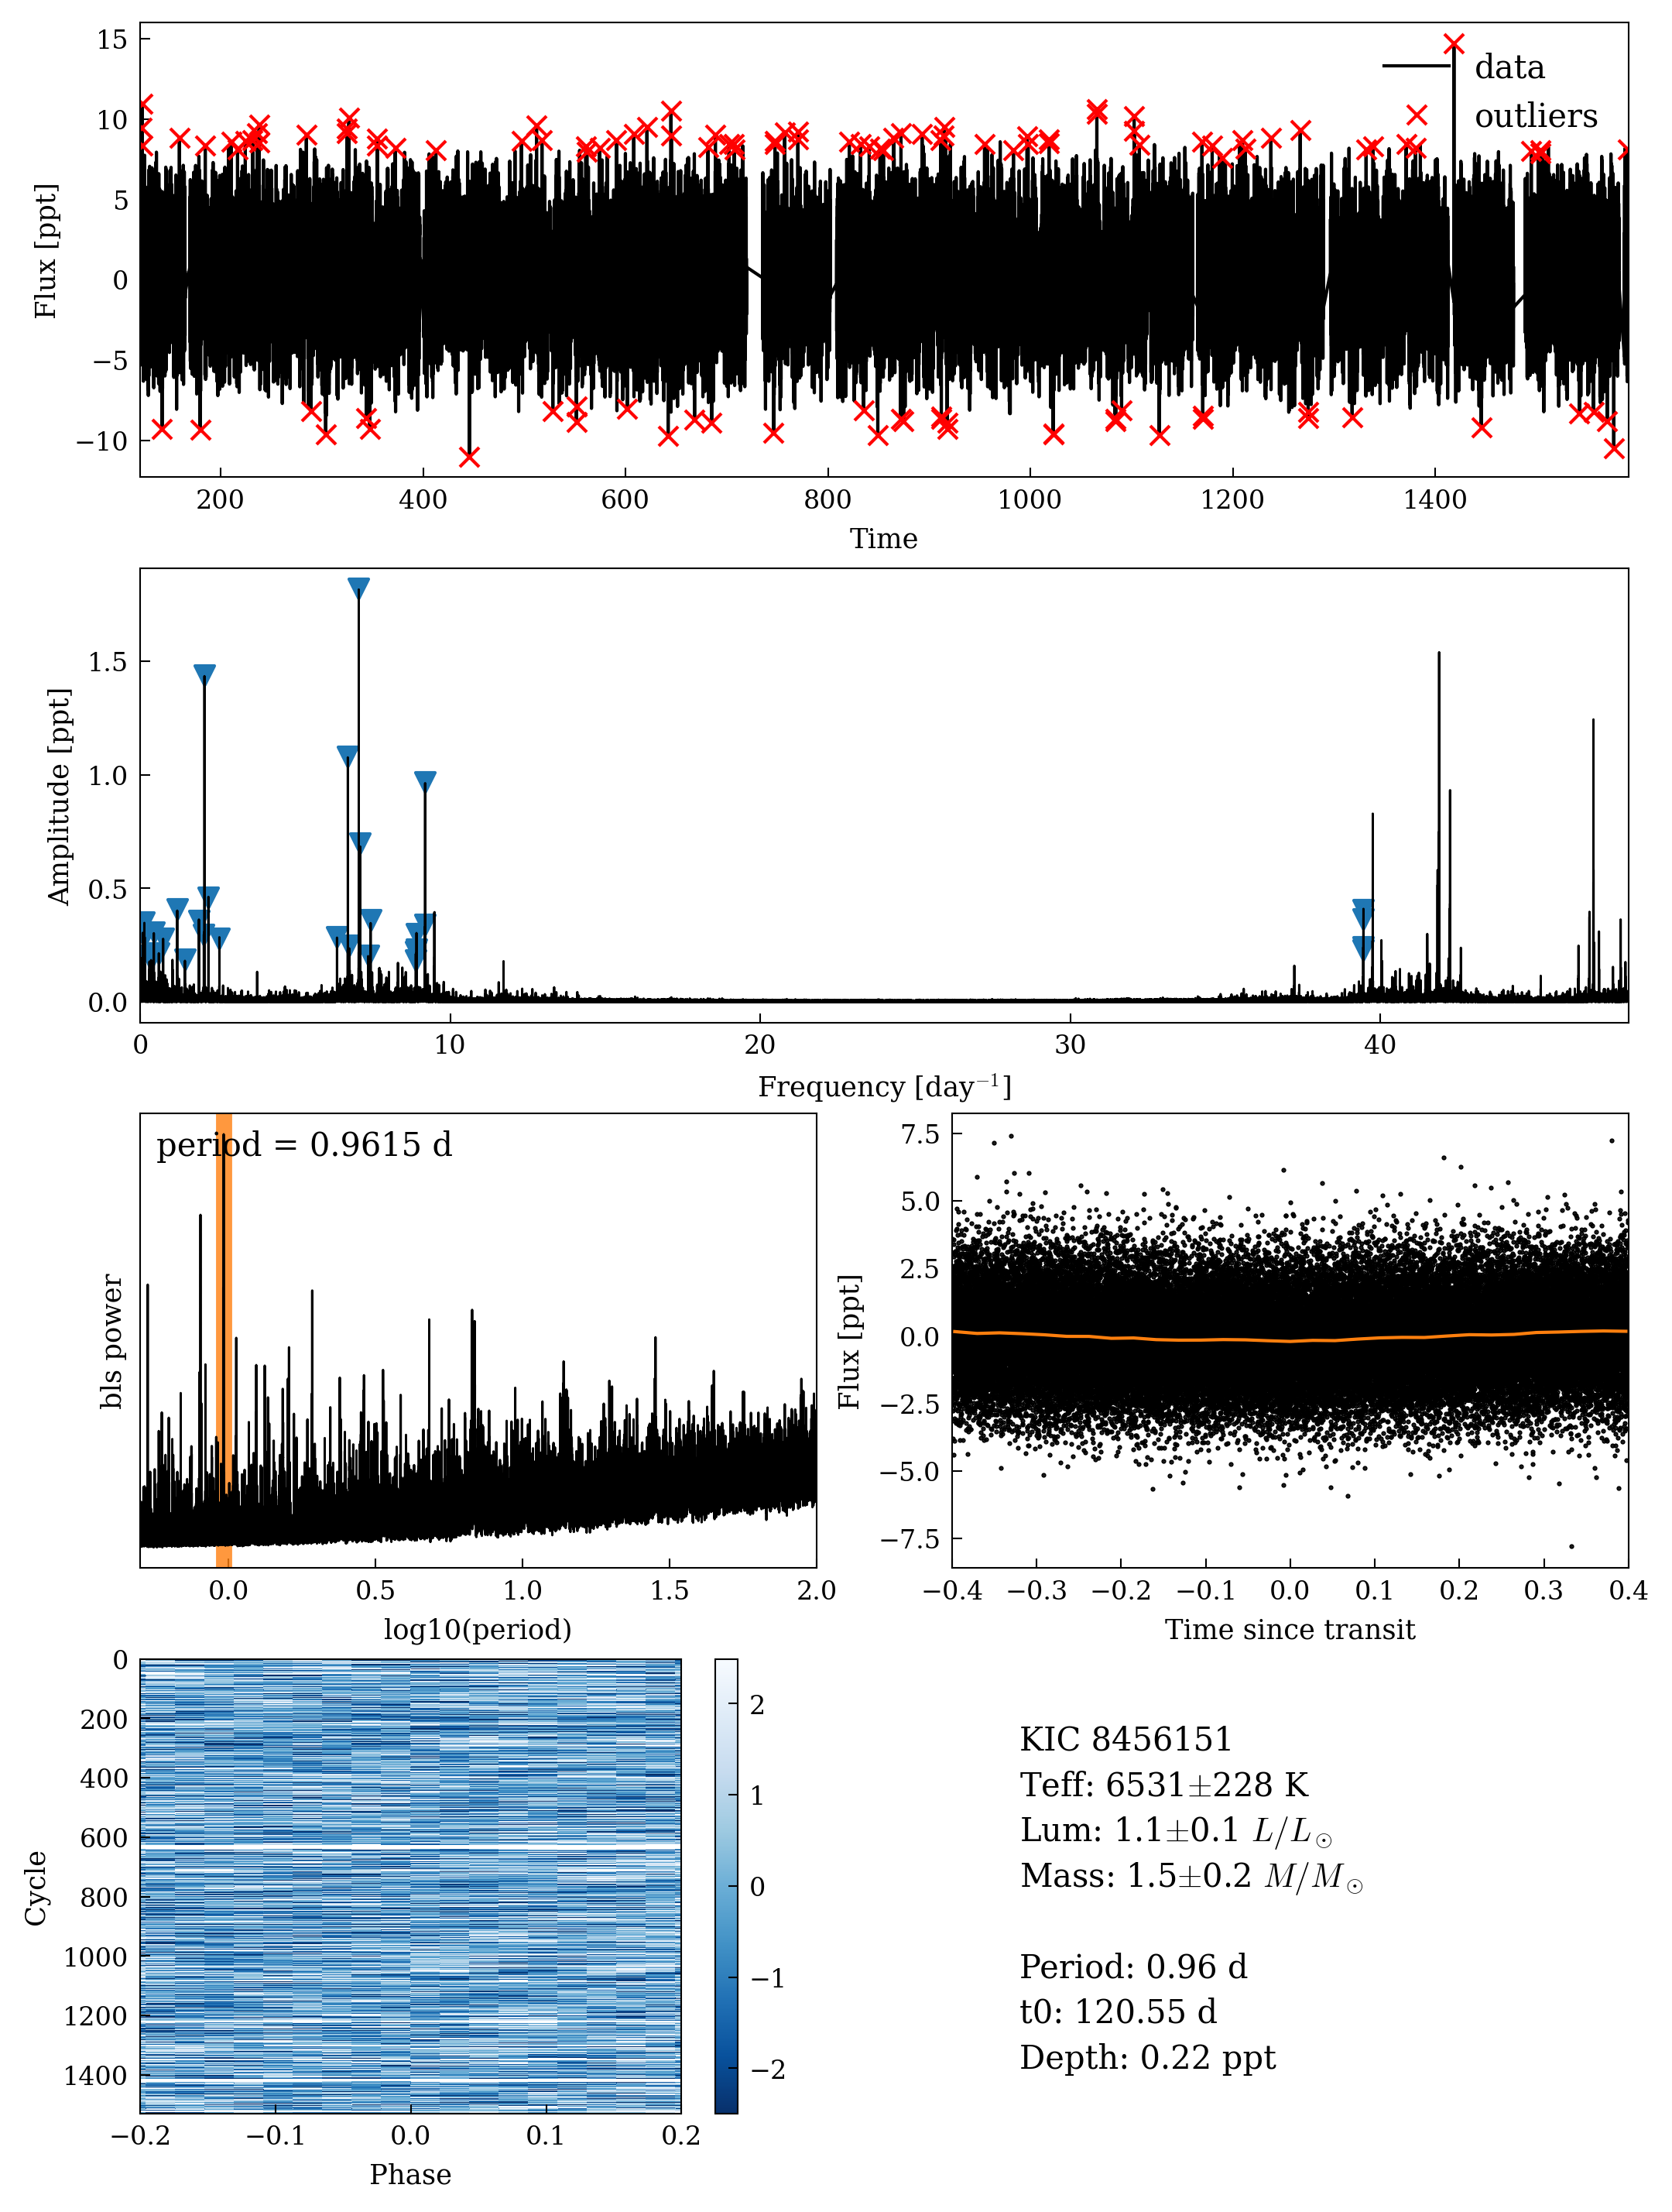 15
10
5
0
−5
−10
Flux [ppt]
data
outliers
200 400 600 800 1000 1200 1400
Time
1.5
1.0
0.5
0.0
Amplitude [ppt]
0 10 20 30 40
Frequency [day⁻¹]
period = 0.9615 d
bls power
0.0 0.5 1.0 1.5 2.0
log10(period)
7.5
5.0
2.5
0.0
−2.5
−5.0
−7.5
Flux [ppt]
−0.4 −0.3 −0.2 −0.1 0.0 0.1 0.2 0.3 0.4
Time since transit
0
200
400
600
800
1000
1200
1400
Cycle
−0.2 −0.1 0.0 0.1 0.2
Phase
2
1
0
−1
−2
KIC 8456151
Teff: 6531±228 K
Lum: 1.1±0.1 L/L☉
Mass: 1.5±0.2 M/M☉
Period: 0.96 d
t0: 120.55 d
Depth: 0.22 ppt